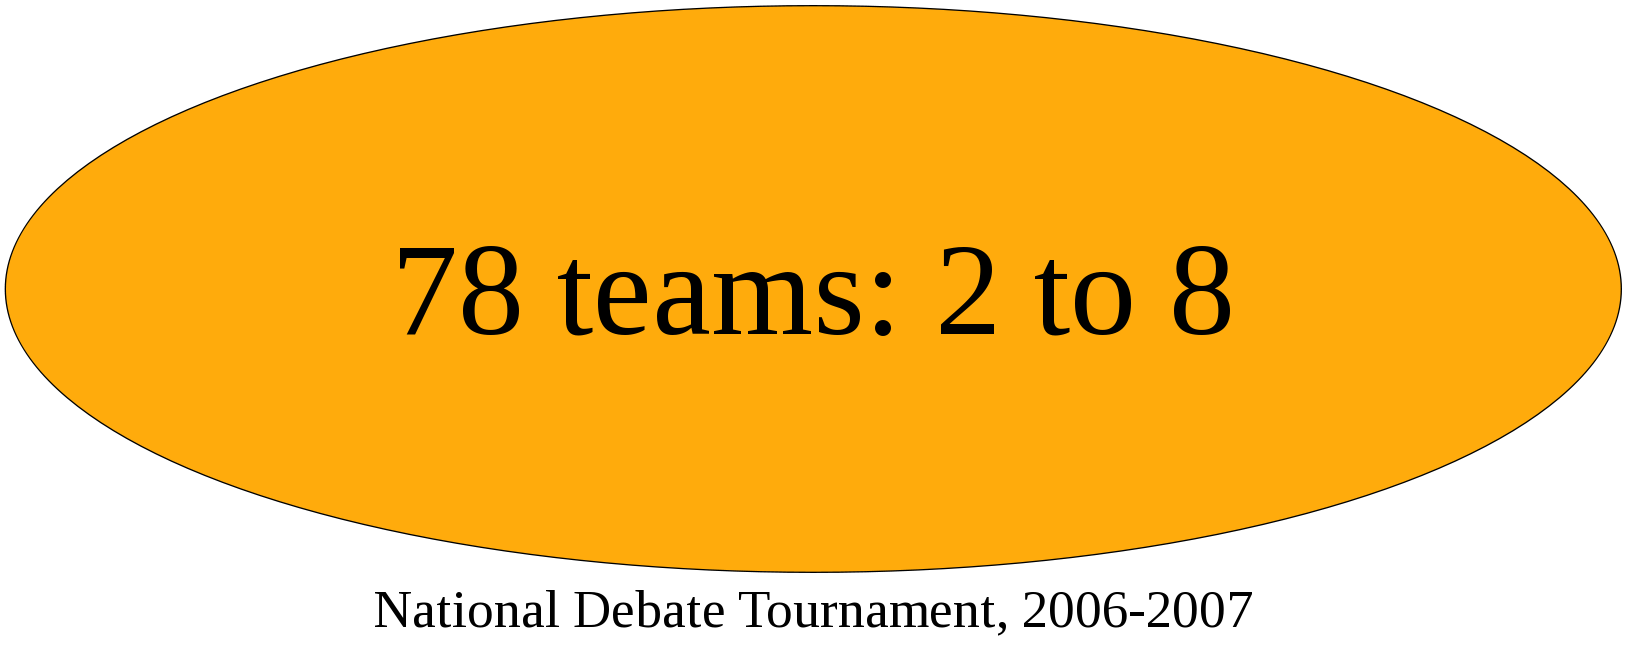 78 teams: 2 to 8
National Debate Tournament, 2006-2007